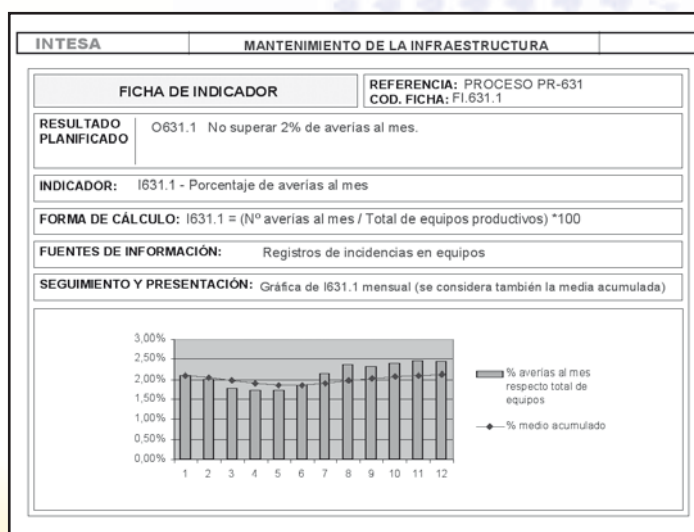 INTESA MANTENIMIENTO DE LA INFRAESTRUCTURA
FICHA DE INDICADOR
REFERENCIA: PROCESO PR-631
COD. FICHA: FI.631.1
RESULTADO PLANIFICADO
O631.1 No superar 2% de averías al mes.
INDICADOR: I631.1 - Porcentaje de averías al mes
FORMA DE CÁLCULO: I631.1 = (Nº averías al mes / Total de equipos productivos) *100
FUENTES DE INFORMACIÓN: Registros de incidencias en equipos
SEGUIMIENTO Y PRESENTACIÓN: Gráfica de I631.1 mensual (se considera también la media acumulada)
3,00%
2,50%
2,00%
1,50%
1,00%
0,50%
0,00%
1 2 3 4 5 6 7 8 9 10 11 12
% averías al mes
respecto total de
equipos
% medio acumulado